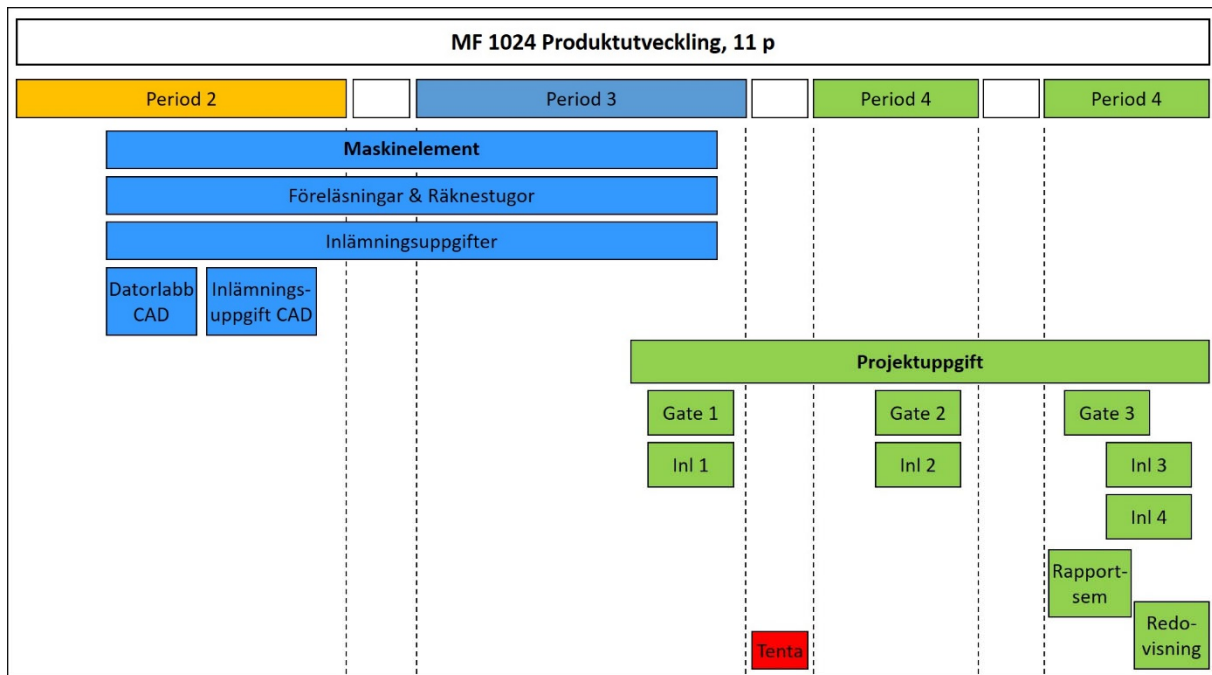 MF 1024 Produktutveckling, 11 p
Period 2
Period 3
Period 4
Period 4
Maskinelement
Föreläsningar & Räknestugor
Inlämningsuppgifter
Datorlabb
CAD
Inlämnings-
uppgift CAD
Projektuppgift
Gate 1
Gate 2
Gate 3
Inl 1
Inl 2
Inl 3
Inl 4
Rapport-
sem
Redo-
visning
Tenta